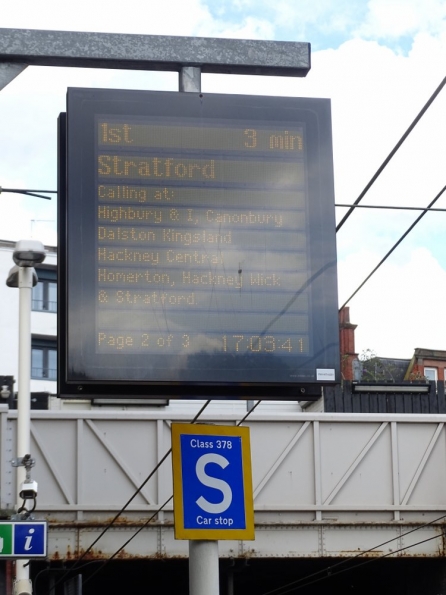 1st 3 min
Stratford
Calling at:
Highbury & I, Canonbury
Dalston Kingsland
Hackney Central
Homerton, Hackney Wick
& Stratford
Page 2 of 3 17:03:41
Class 378
S
Car stop
i